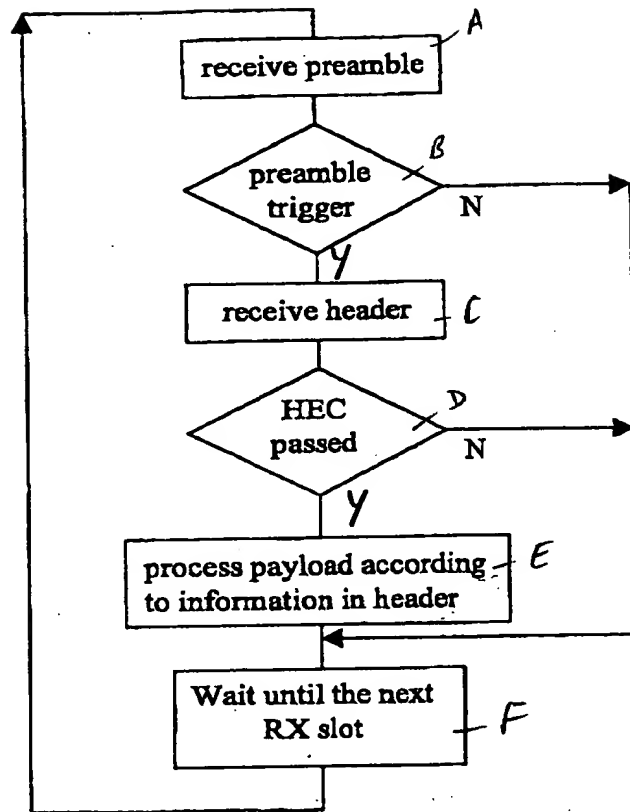 A
receive preamble
B
preamble
trigger
N
Y
receive header
C
HEC
passed
D
N
Y
process payload according
to information in header
E
Wait until the next
RX slot
F